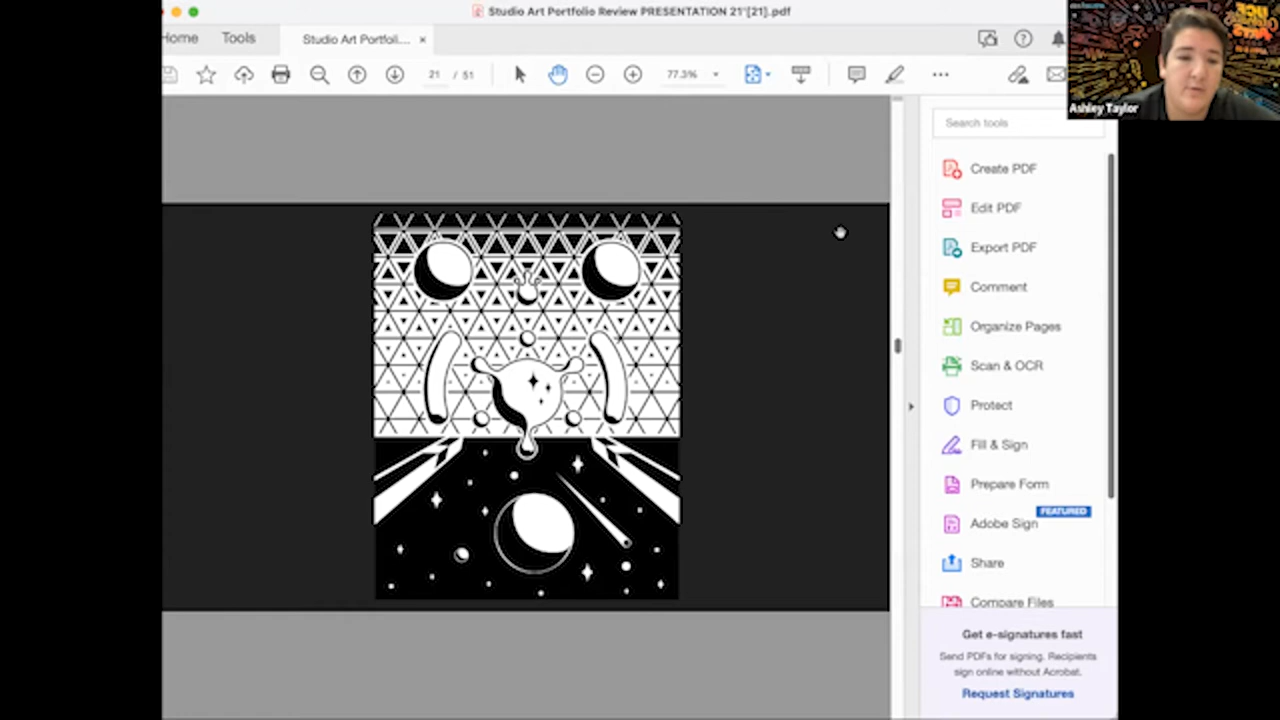 Studio Art Portfolio Review PRESENTATION 21'[21].pdf
Home
Tools
Studio Art Portfoli... ×
21 / 51
77.3%
Ashley Taylor
Search tools
Create PDF
Edit PDF
Export PDF
Comment
Organize Pages
Scan & OCR
Protect
Fill & Sign
Prepare Form
FEATURED
Adobe Sign
Share
Compare Files
Get e-signatures fast
Send PDFs for signing. Recipients
sign online without Acrobat.
Request Signatures